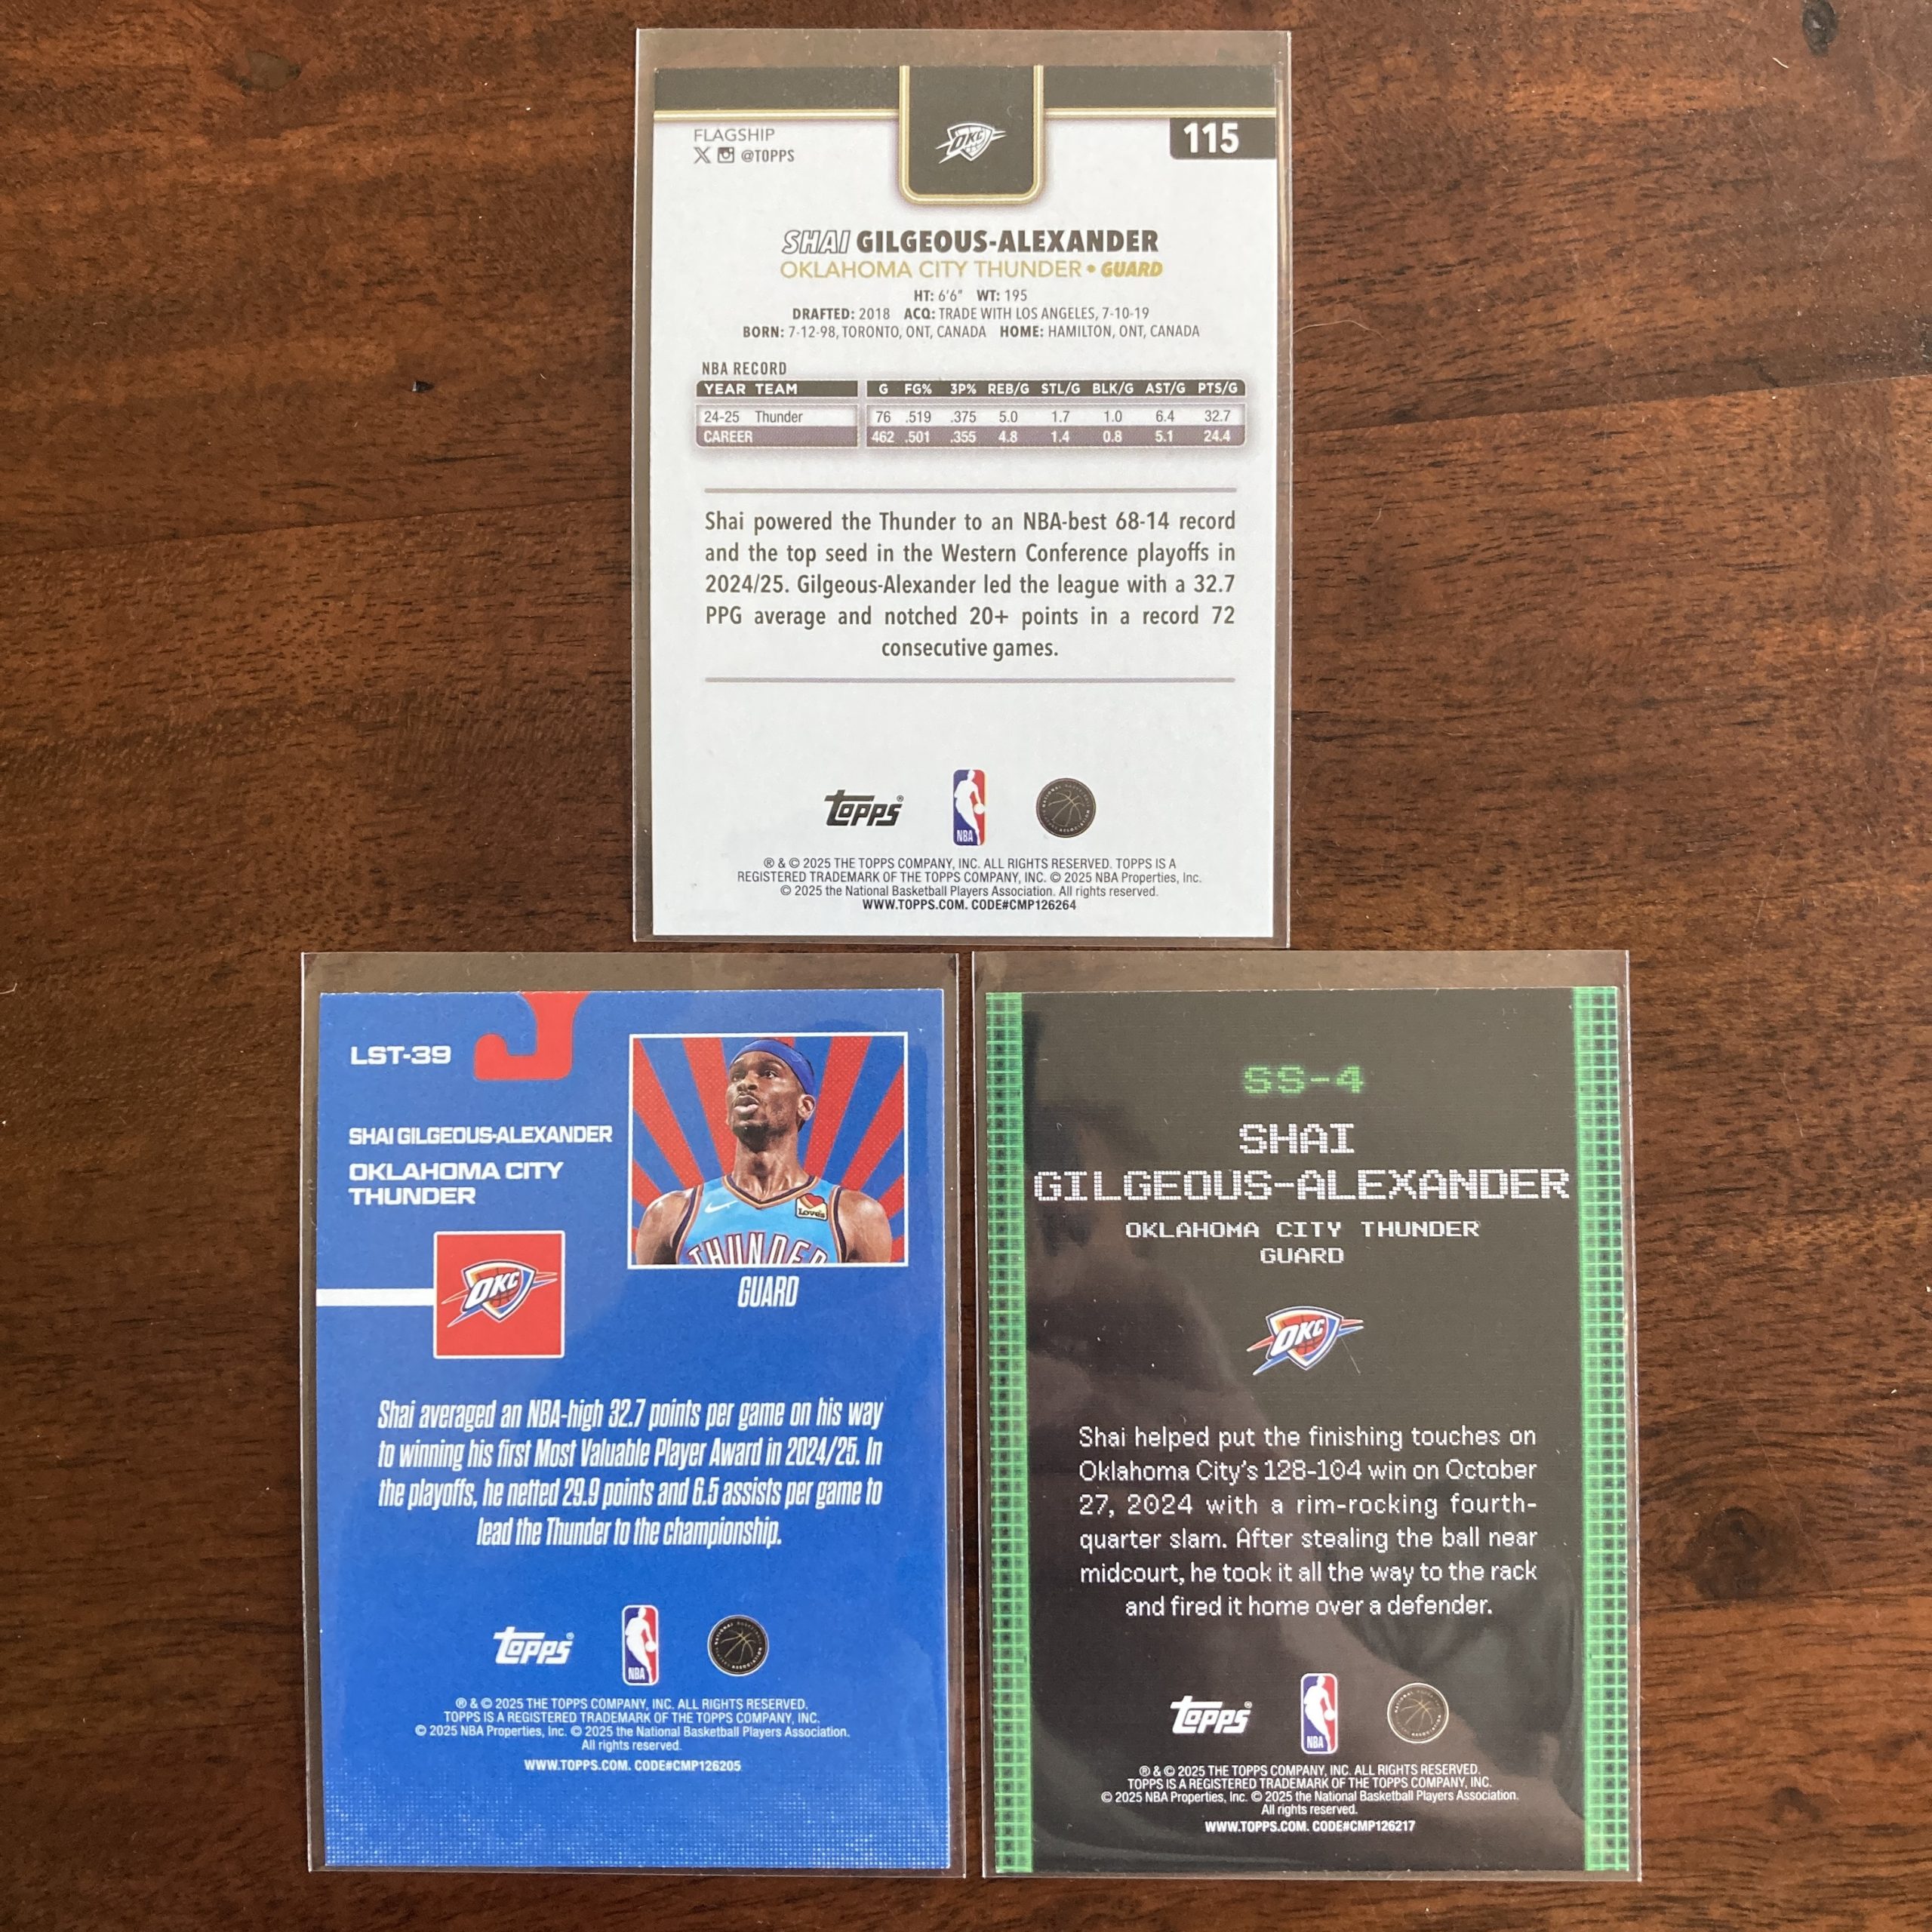 FLAGSHIP
@TOPPS
OKC
115
SHAI GILGEOUS-ALEXANDER
OKLAHOMA CITY THUNDER • GUARD
HT: 6'6" WT: 195
DRAFTED: 2018 ACQ: TRADE WITH LOS ANGELES, 7-10-19
BORN: 7-12-98, TORONTO, ONT, CANADA HOME: HAMILTON, ONT, CANADA
NBA RECORD
YEAR TEAM G FG% 3P% REB/G STL/G BLK/G AST/G PTS/G
24-25 Thunder 76 .519 .375 5.0 1.7 1.0 6.4 32.7
CAREER 462 .501 .355 4.8 1.4 0.8 5.1 24.4
Shai powered the Thunder to an NBA-best 68-14 record
and the top seed in the Western Conference playoffs in
2024/25. Gilgeous-Alexander led the league with a 32.7
PPG average and notched 20+ points in a record 72
consecutive games.
Topps®
NBA
® & © 2025 THE TOPPS COMPANY, INC. ALL RIGHTS RESERVED. TOPPS IS A
REGISTERED TRADEMARK OF THE TOPPS COMPANY, INC. © 2025 NBA Properties, Inc.
© 2025 the National Basketball Players Association. All rights reserved.
WWW.TOPPS.COM. CODE#CMP126264
LST-39
SHAI GILGEOUS-ALEXANDER
OKLAHOMA CITY
THUNDER
OKC
Love's
THUNDER
GUARD
Shai averaged an NBA-high 32.7 points per game on his way
to winning his first Most Valuable Player Award in 2024/25. In
the playoffs, he netted 29.9 points and 6.5 assists per game to
lead the Thunder to the championship.
Topps®
NBA
® & © 2025 THE TOPPS COMPANY, INC. ALL RIGHTS RESERVED.
TOPPS IS A REGISTERED TRADEMARK OF THE TOPPS COMPANY, INC.
© 2025 NBA Properties, Inc. © 2025 the National Basketball Players Association.
All rights reserved.
WWW.TOPPS.COM. CODE#CMP126205
SS-4
SHAI
GILGEOUS-ALEXANDER
OKLAHOMA CITY THUNDER
GUARD
OKC
Shai helped put the finishing touches on
Oklahoma City's 128-104 win on October
27, 2024 with a rim-rocking fourth-
quarter slam. After stealing the ball near
midcourt, he took it all the way to the rack
and fired it home over a defender.
Topps®
NBA
® & © 2025 THE TOPPS COMPANY, INC. ALL RIGHTS RESERVED.
TOPPS IS A REGISTERED TRADEMARK OF THE TOPPS COMPANY, INC.
© 2025 NBA Properties, Inc. © 2025 the National Basketball Players Association.
All rights reserved.
WWW.TOPPS.COM. CODE#CMP126217